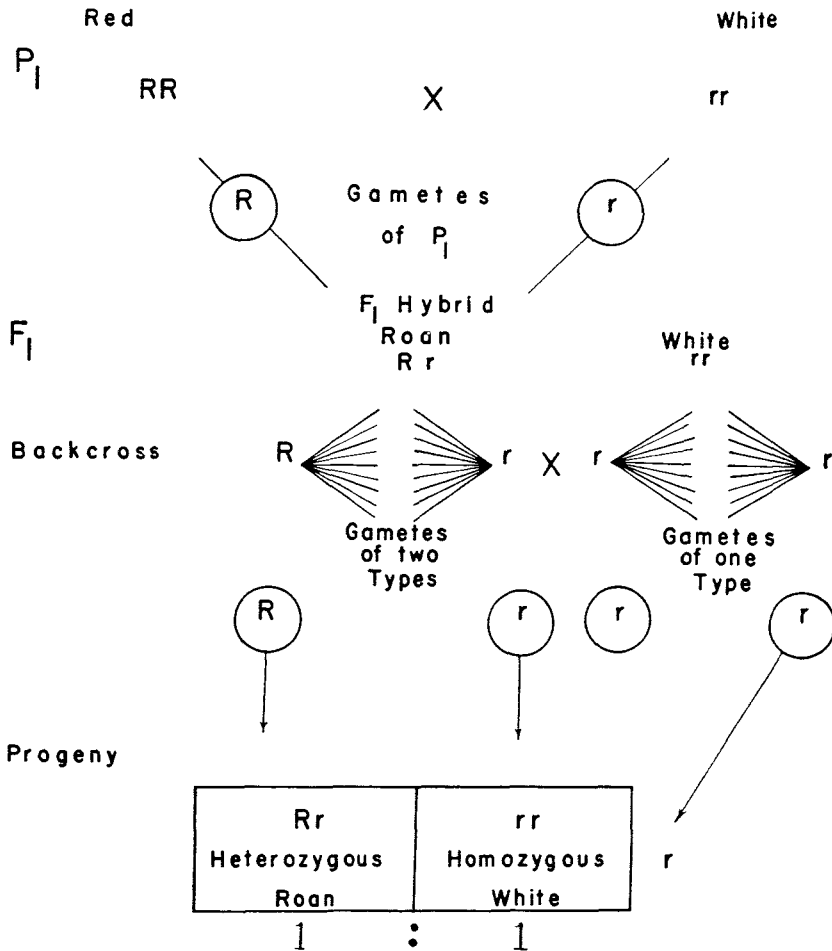 Red White
P1
RR X rr
R Gametes r
of P1
F1 Hybrid
F1 Roan White
Rr rr
Backcross R r X r r
Gametes Gametes
of two of one
Types Type
R r r r
Progeny
Rr rr
Heterozygous Homozygous r
Roan White
1 : 1